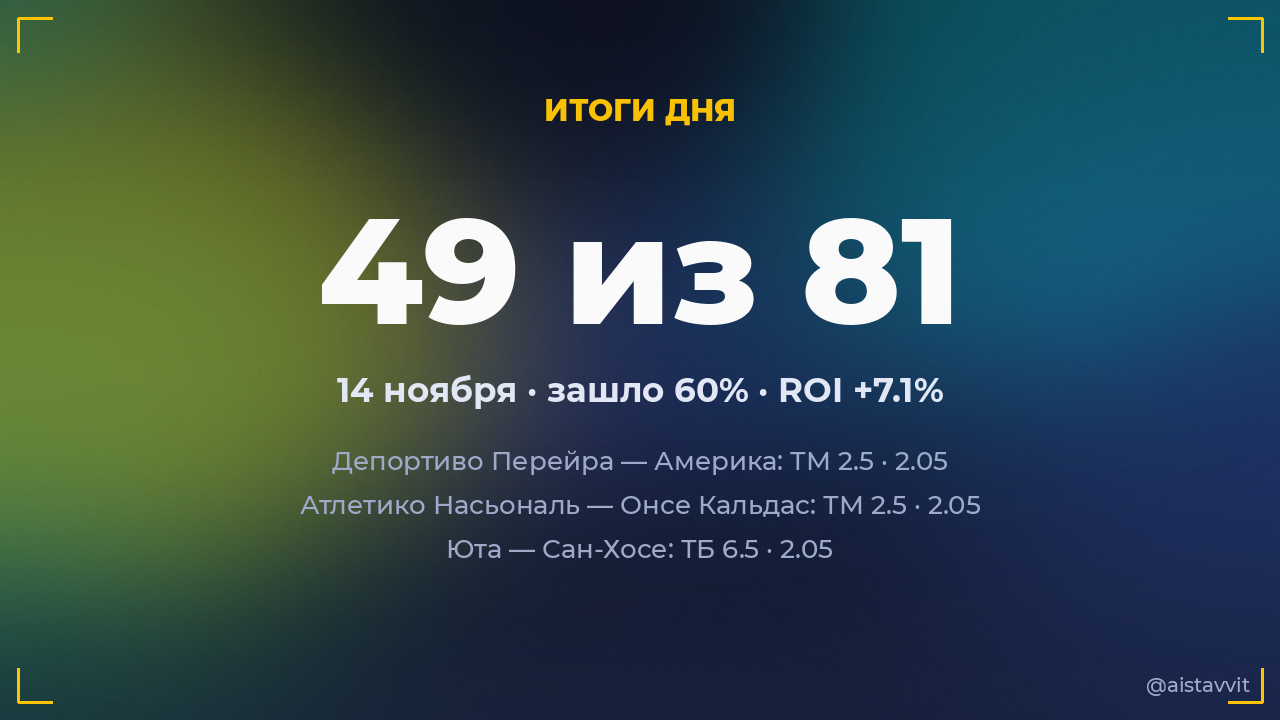 ИТОГИ ДНЯ
49 из 81
14 ноября · зашло 60% · ROI +7.1%
Депортиво Перейра — Америка: ТМ 2.5 · 2.05
Атлетико Насьональ — Онсе Кальдас: ТМ 2.5 · 2.05
Юта — Сан-Хосе: ТБ 6.5 · 2.05
@aistavvit